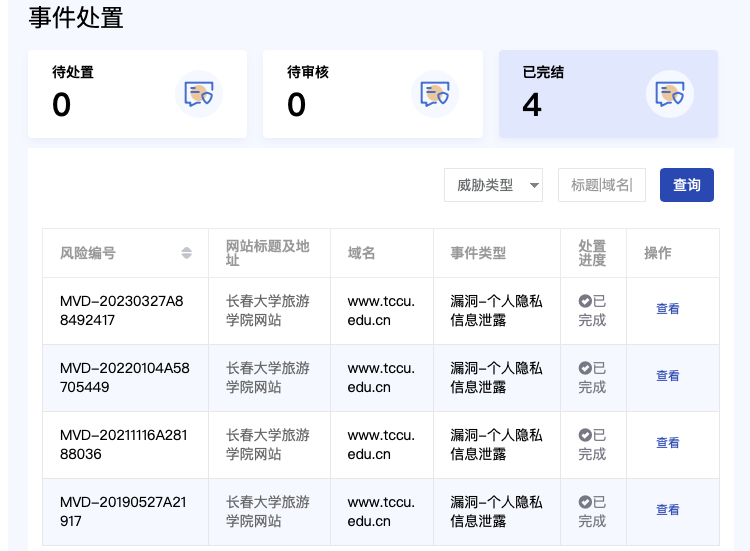 事件处置
待处置
0
待审核
0
已完结
4
威胁类型
标题|域名|
查询
风险编号
网站标题及地
址
域名
事件类型
处置
进度
操作
MVD-20230327A8
8492417
长春大学旅游
学院网站
www.tccu.
edu.cn
漏洞-个人隐私
信息泄露
已
完成
查看
MVD-20220104A58
705449
长春大学旅游
学院网站
www.tccu.
edu.cn
漏洞-个人隐私
信息泄露
已
完成
查看
MVD-20211116A281
88036
长春大学旅游
学院网站
www.tccu.
edu.cn
漏洞-个人隐私
信息泄露
已
完成
查看
MVD-20190527A21
917
长春大学旅游
学院网站
www.tccu.
edu.cn
漏洞-个人隐私
信息泄露
已
完成
查看